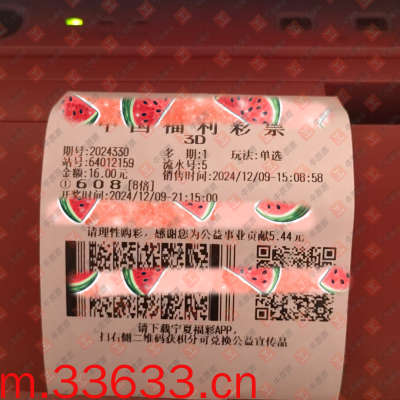 中国福利彩票
3D
期号:2024330 多 期:1 玩法:单选
站号:64012159 流水号:5
金额:16.00元 销售时间:2024/12/09-15:08:58
① 6 0 8 [8倍]
开奖时间:2024/12/09-21:15:00
请理性购彩，感谢您为公益事业贡献5.44元
请下载宁夏福彩APP，
扫右侧二维码获积分可兑换公益宣传品
m.33633.cn